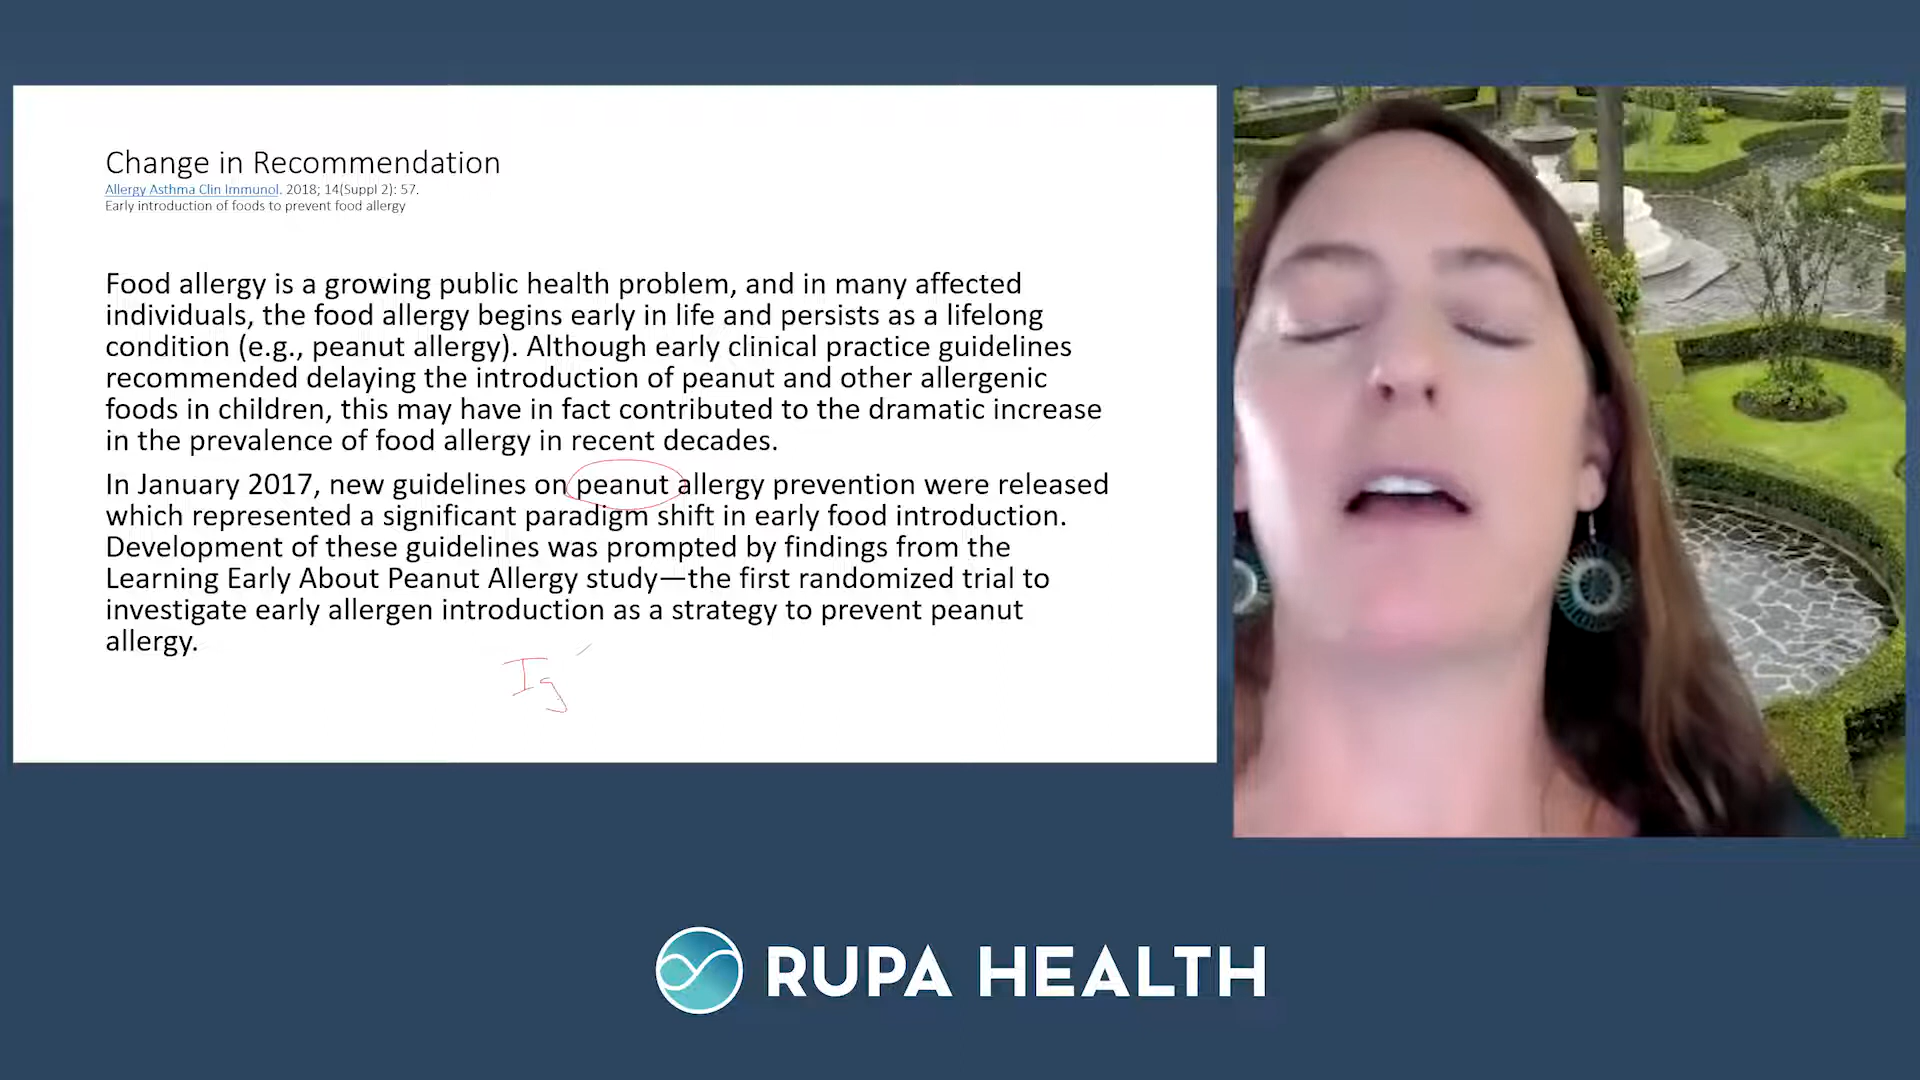 Change in Recommendation
Allergy Asthma Clin Immunol. 2018; 14(Suppl 2): 57.
Early introduction of foods to prevent food allergy
Food allergy is a growing public health problem, and in many affected
individuals, the food allergy begins early in life and persists as a lifelong
condition (e.g., peanut allergy). Although early clinical practice guidelines
recommended delaying the introduction of peanut and other allergenic
foods in children, this may have in fact contributed to the dramatic increase
in the prevalence of food allergy in recent decades.
In January 2017, new guidelines on peanut allergy prevention were released
which represented a significant paradigm shift in early food introduction.
Development of these guidelines was prompted by findings from the
Learning Early About Peanut Allergy study—the first randomized trial to
investigate early allergen introduction as a strategy to prevent peanut
allergy.
Ig
RUPA HEALTH